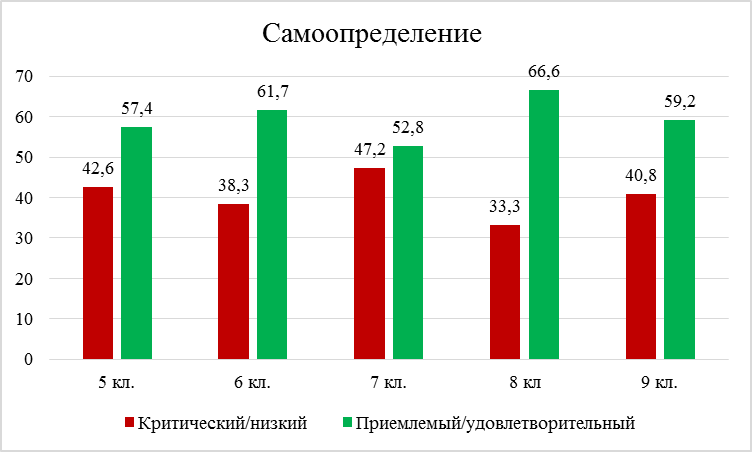 Самоопределение
70
60
50
40
30
20
10
0
42,6
57,4
38,3
61,7
47,2
52,8
33,3
66,6
40,8
59,2
5 кл.
6 кл.
7 кл.
8 кл
9 кл.
Критический/низкий
Приемлемый/удовлетворительный